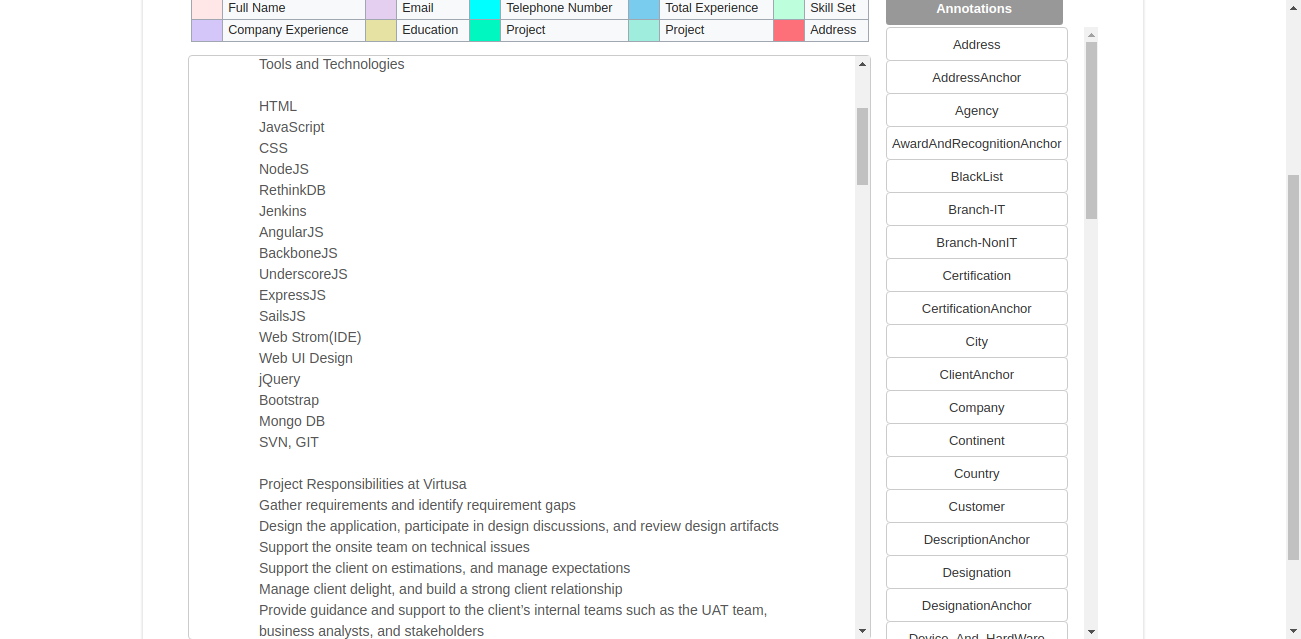 Full Name Email Telephone Number Total Experience Skill Set
Company Experience Education Project Project Address
Tools and Technologies
HTML
JavaScript
CSS
NodeJS
RethinkDB
Jenkins
AngularJS
BackboneJS
UnderscoreJS
ExpressJS
SailsJS
Web Strom(IDE)
Web UI Design
jQuery
Bootstrap
Mongo DB
SVN, GIT
Project Responsibilities at Virtusa
Gather requirements and identify requirement gaps
Design the application, participate in design discussions, and review design artifacts
Support the onsite team on technical issues
Support the client on estimations, and manage expectations
Manage client delight, and build a strong client relationship
Provide guidance and support to the client’s internal teams such as the UAT team,
business analysts, and stakeholders
Annotations
Address
AddressAnchor
Agency
AwardAndRecognitionAnchor
BlackList
Branch-IT
Branch-NonIT
Certification
CertificationAnchor
City
ClientAnchor
Company
Continent
Country
Customer
DescriptionAnchor
Designation
DesignationAnchor
Device_And_HardWare